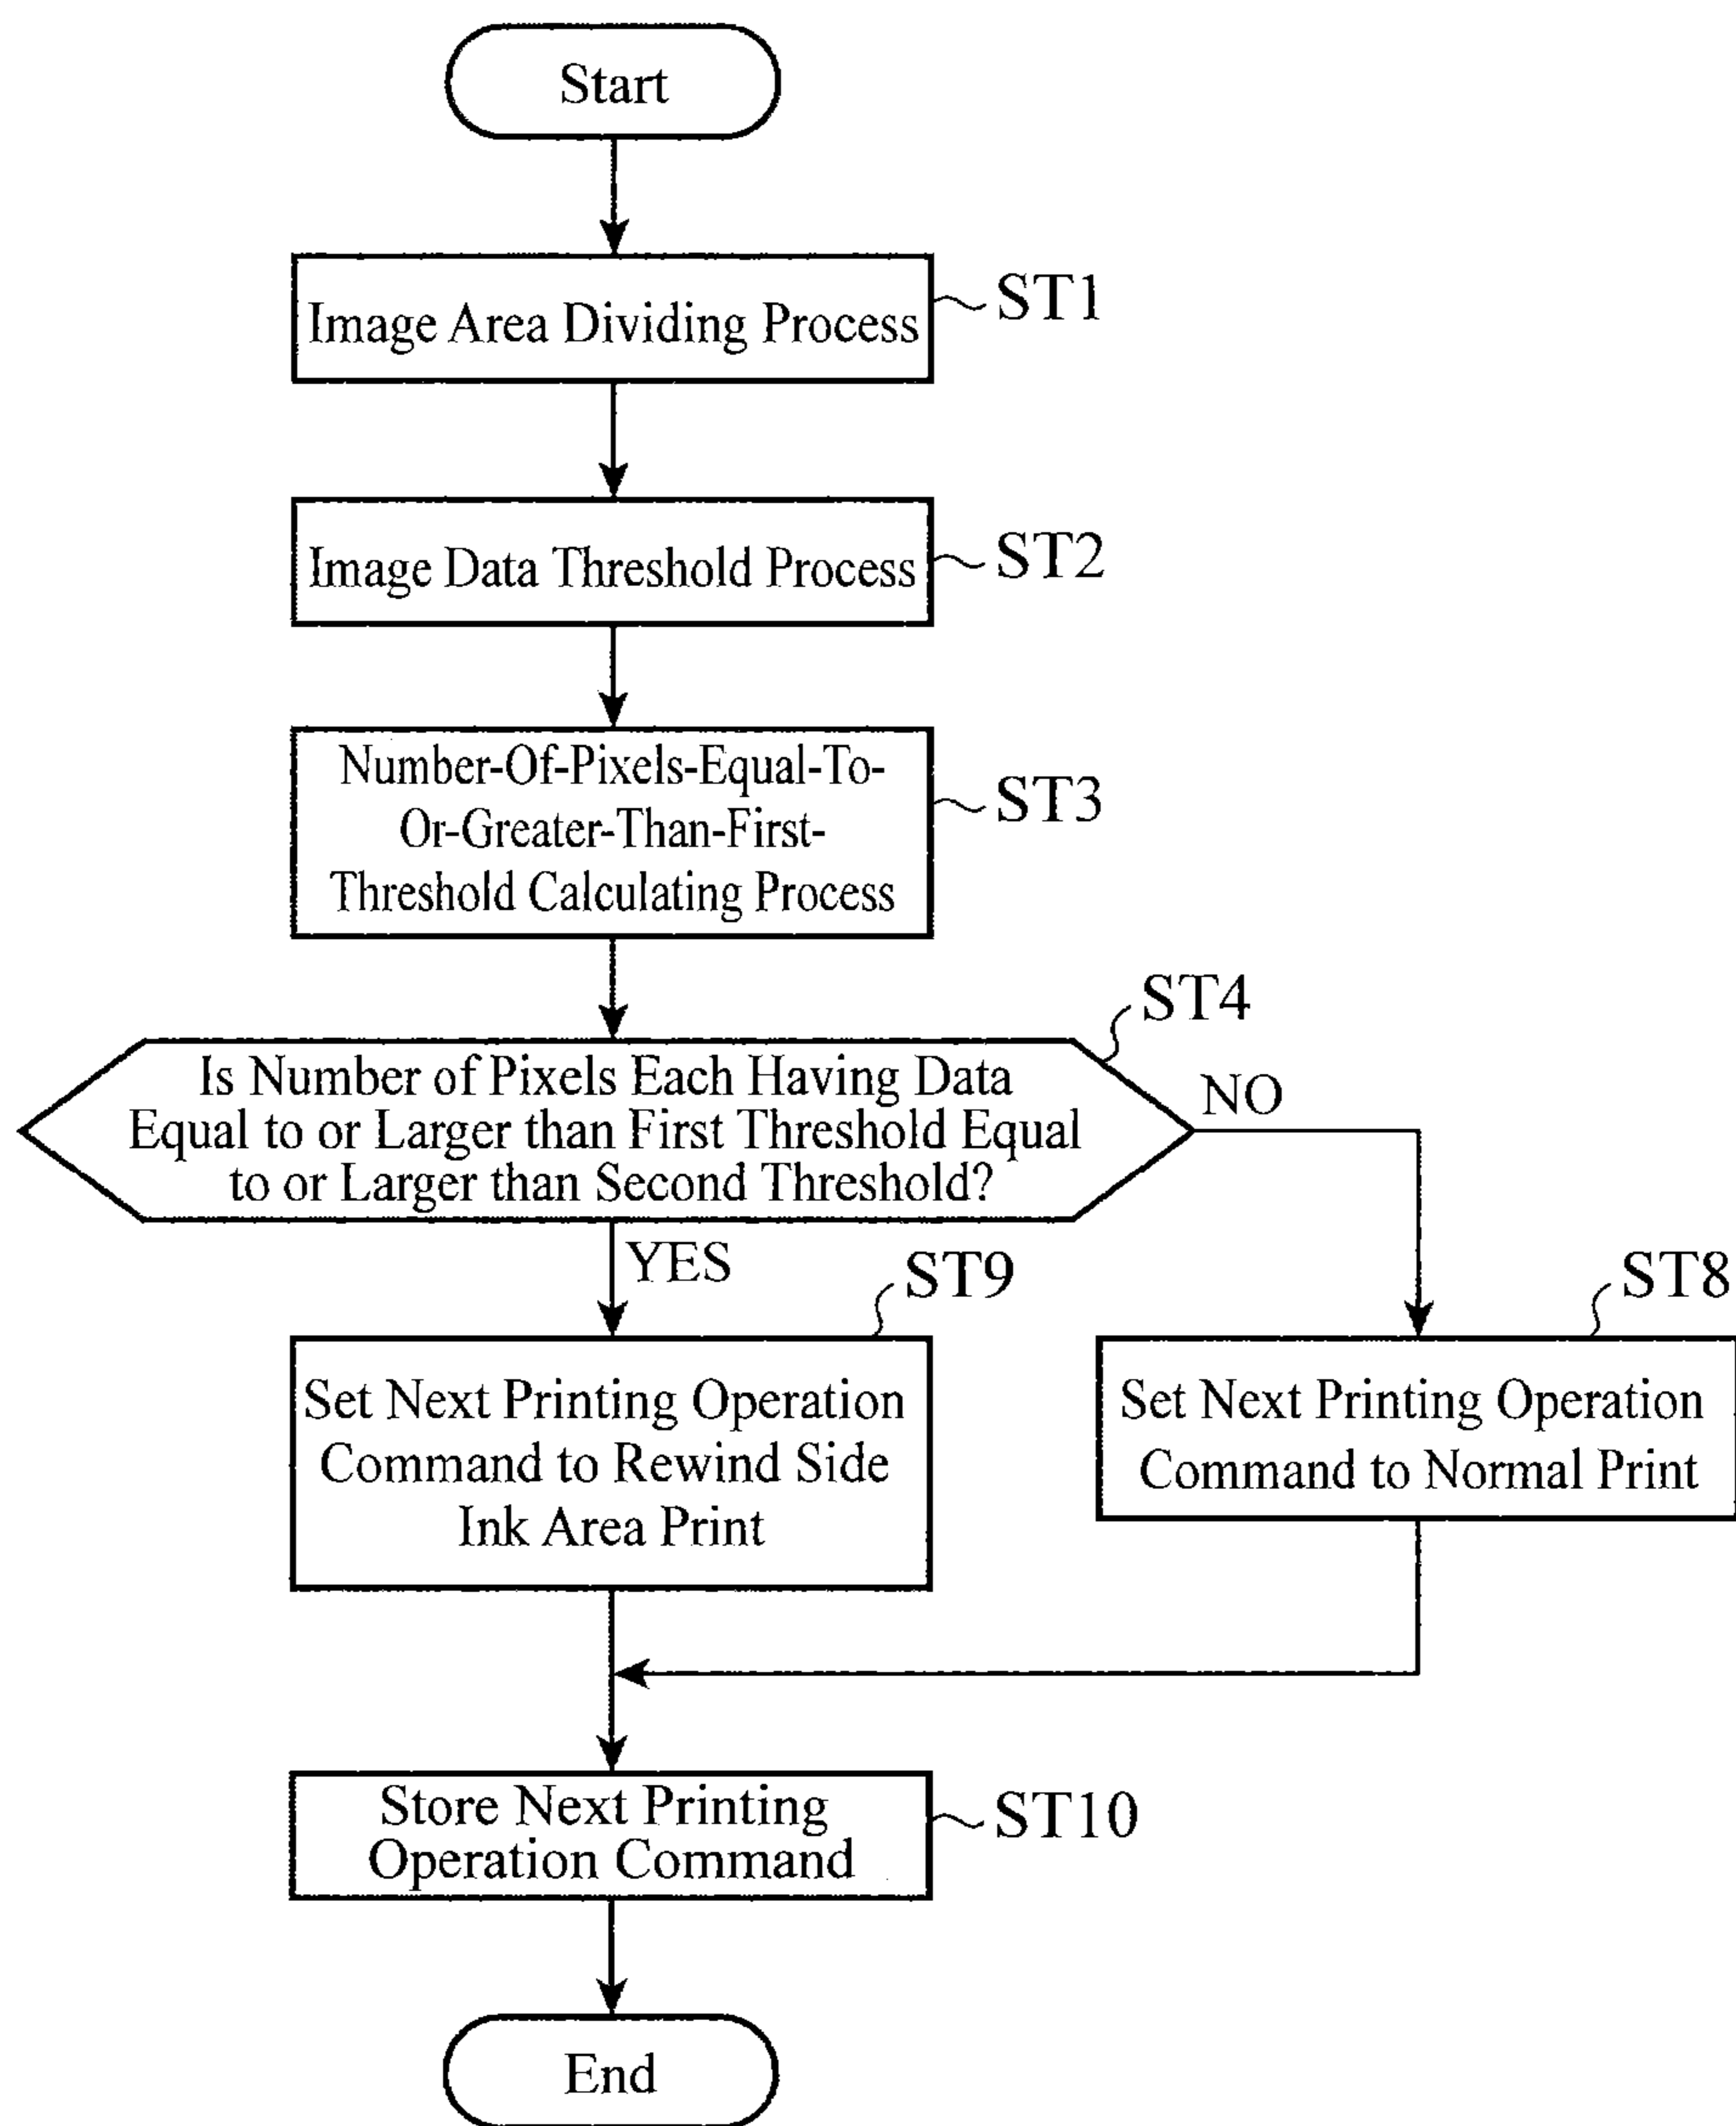 Start
Image Area Dividing Process
ST1
Image Data Threshold Process
ST2
Number-Of-Pixels-Equal-To-
Or-Greater-Than-First-
Threshold Calculating Process
ST3
ST4
Is Number of Pixels Each Having Data
Equal to or Larger than First Threshold Equal
to or Larger than Second Threshold?
NO
YES
ST9
ST8
Set Next Printing Operation
Command to Rewind Side
Ink Area Print
Set Next Printing Operation
Command to Normal Print
Store Next Printing
Operation Command
ST10
End